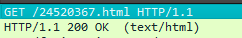 GET /24520367.html HTTP/1.1
HTTP/1.1 200 OK  (text/html)